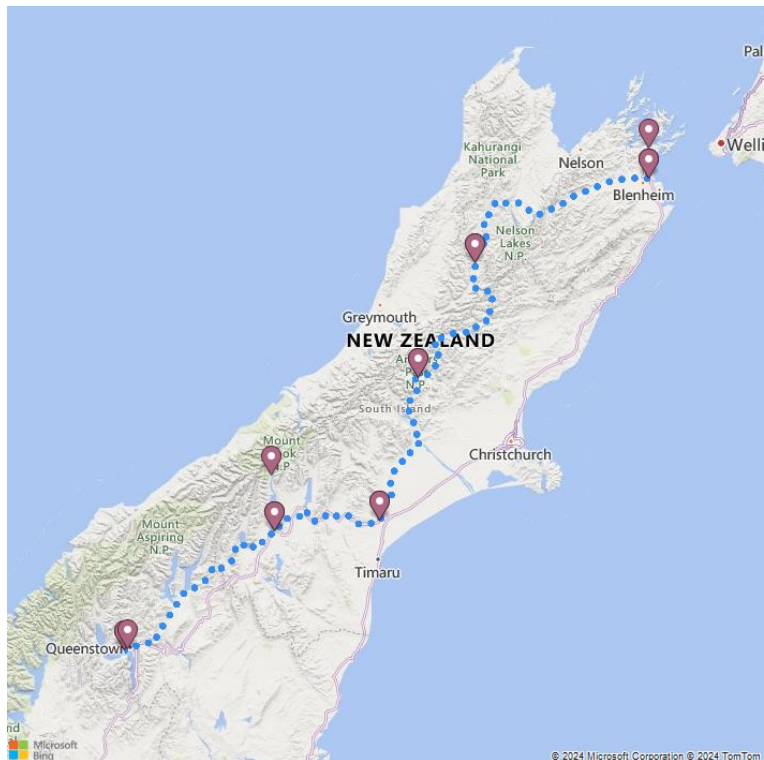 Pal
Kahurangi
National
Park
Nelson
Welli
Blenheim
Nelson
Lakes
N.P.
Greymouth
NEW ZEALAND
N.P.
South Island
Christchurch
Mount
N.P.
Mount
Aspiring
N.P.
Timaru
Queenstown
nd
Microsoft
Bing
© 2024 Microsoft Corporation © 2024 TomTom